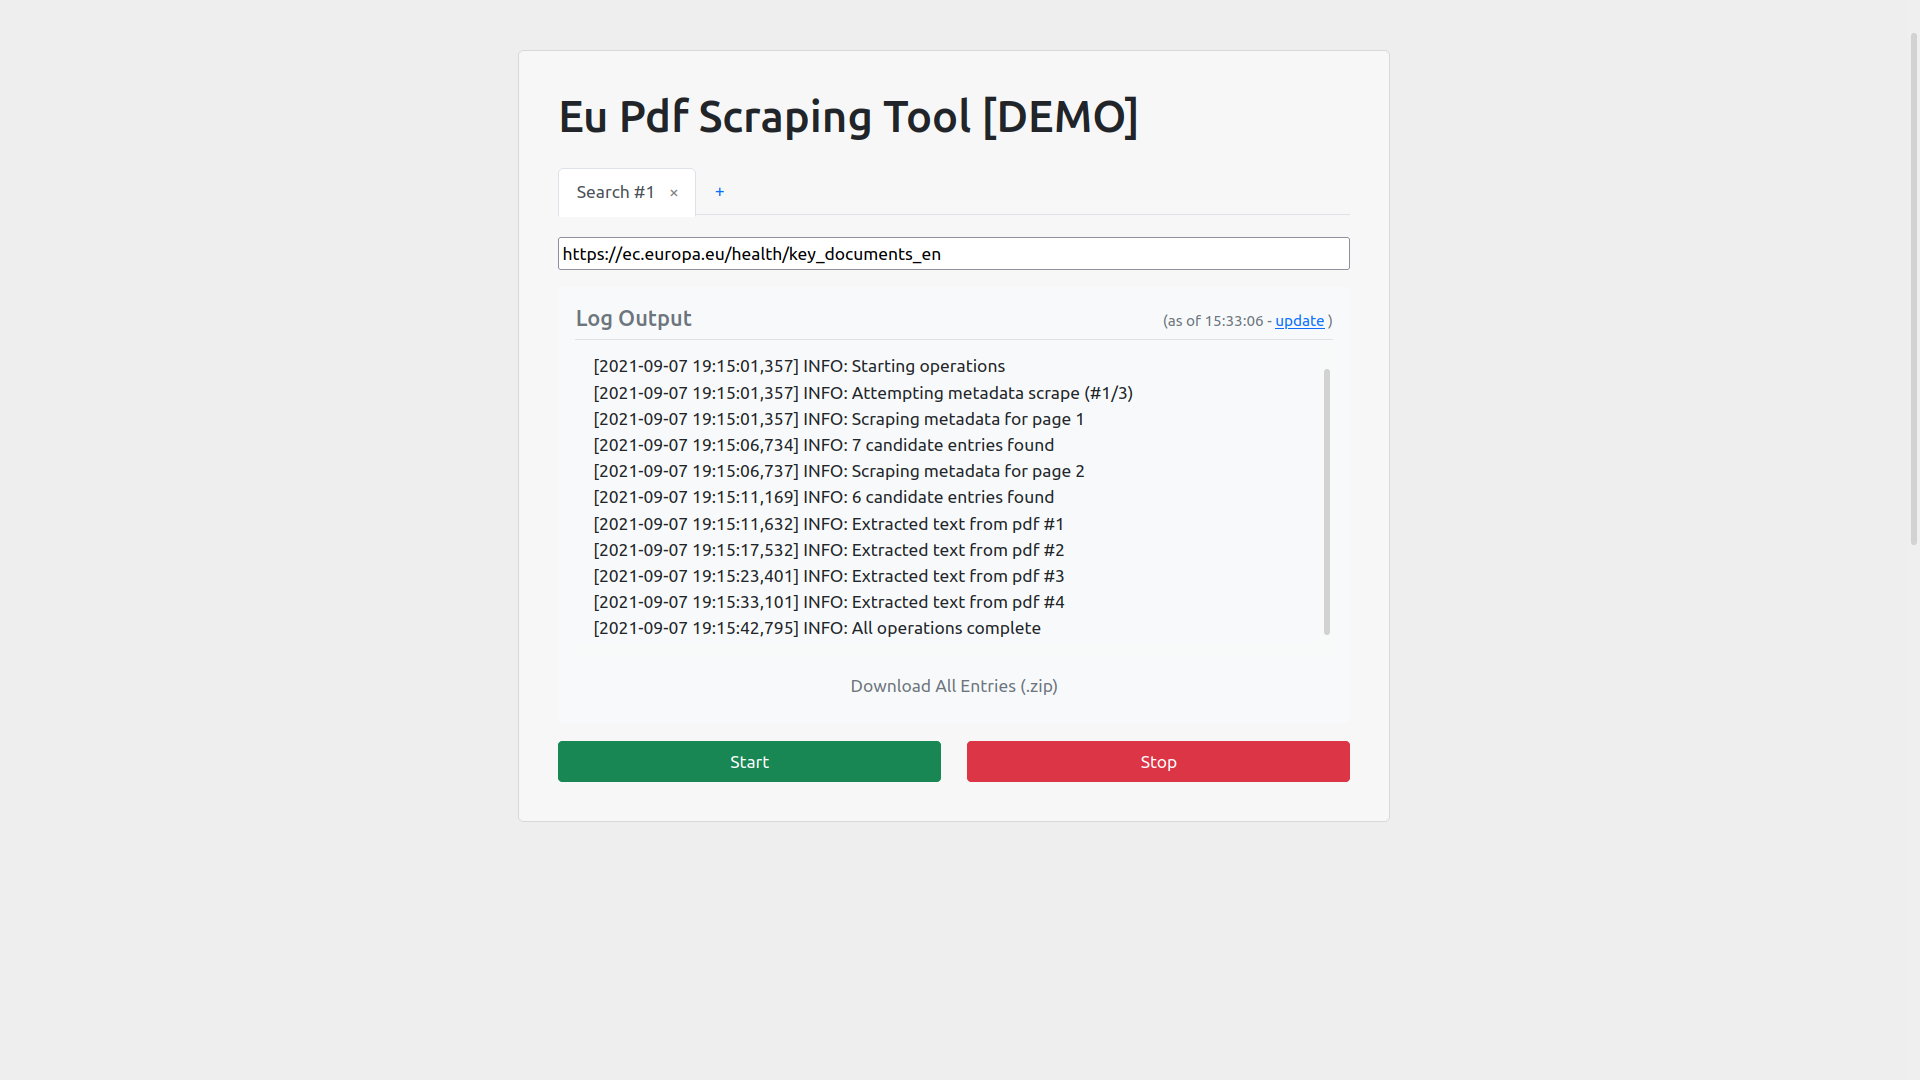 Eu Pdf Scraping Tool [DEMO]
Search #1 × +
https://ec.europa.eu/health/key_documents_en
Log Output (as of 15:33:06 - update )
[2021-09-07 19:15:01,357] INFO: Starting operations
[2021-09-07 19:15:01,357] INFO: Attempting metadata scrape (#1/3)
[2021-09-07 19:15:01,357] INFO: Scraping metadata for page 1
[2021-09-07 19:15:06,734] INFO: 7 candidate entries found
[2021-09-07 19:15:06,737] INFO: Scraping metadata for page 2
[2021-09-07 19:15:11,169] INFO: 6 candidate entries found
[2021-09-07 19:15:11,632] INFO: Extracted text from pdf #1
[2021-09-07 19:15:17,532] INFO: Extracted text from pdf #2
[2021-09-07 19:15:23,401] INFO: Extracted text from pdf #3
[2021-09-07 19:15:33,101] INFO: Extracted text from pdf #4
[2021-09-07 19:15:42,795] INFO: All operations complete
Download All Entries (.zip)
Start Stop